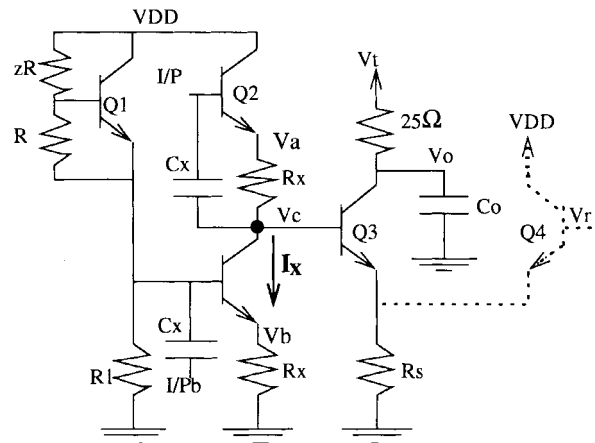 VDD
zR
Q1
I/P
Q2
Vt
25Ω
VDD
R
Va
Cx
Rx
Vo
Vc
Q3
Co
Q4
Vr
Ix
Cx
Vb
R1
I/Pb
Rx
Rs